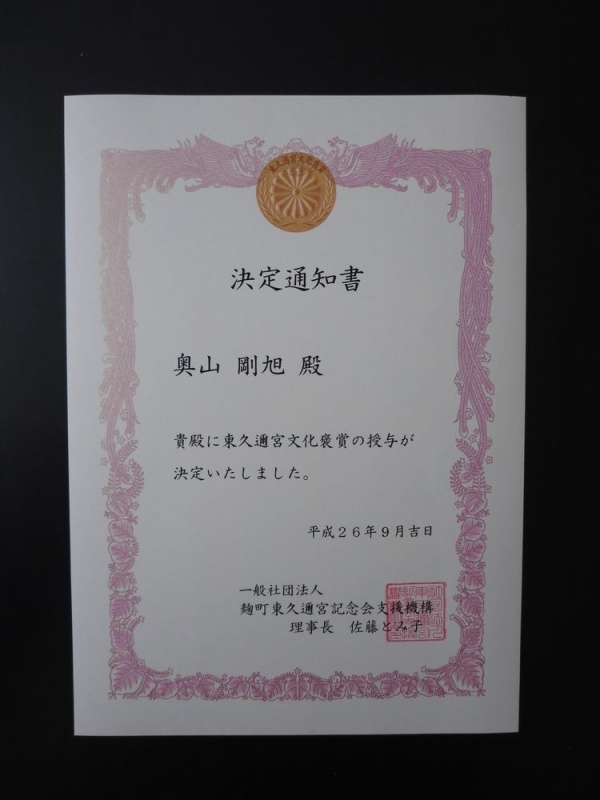 決定通知書
奥山 剛旭 殿
貴殿に東久邇宮文化褒賞の授与が
決定いたしました。
平成26年9月吉日
一般社団法人
麹町東久邇宮記念会支援機構
理事長 佐藤とみ子